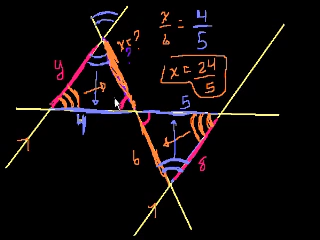 x/6 = 4/5
x = 24/5
x = ?
?
y
4
5
6
8